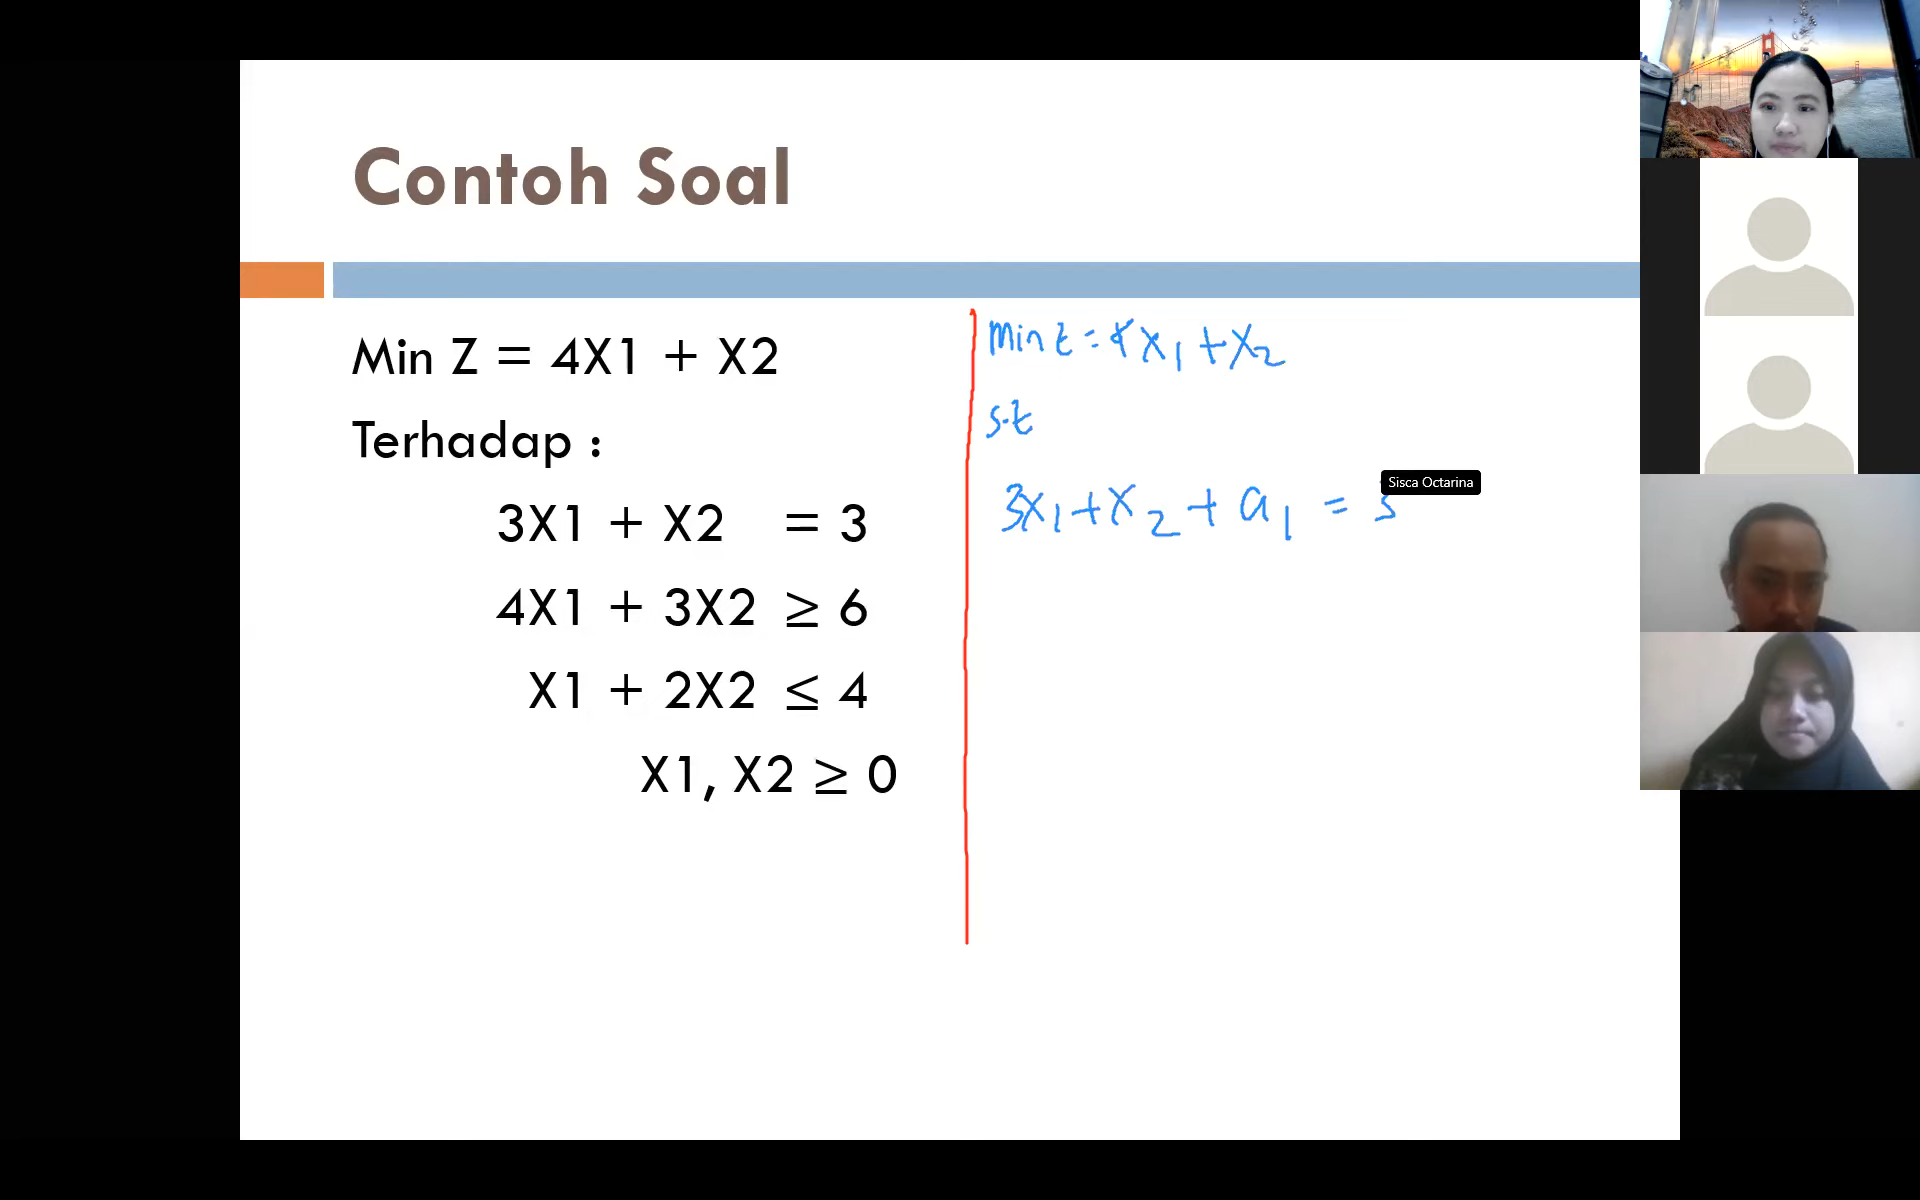 Contoh Soal
Min Z = 4X1 + X2
Terhadap :
3X1 + X2 = 3
4X1 + 3X2 ≥ 6
X1 + 2X2 ≤ 4
X1, X2 ≥ 0
min z = 4x₁ + x₂
s.t
3x₁ + x₂ + a₁ = 3
Sisca Octarina